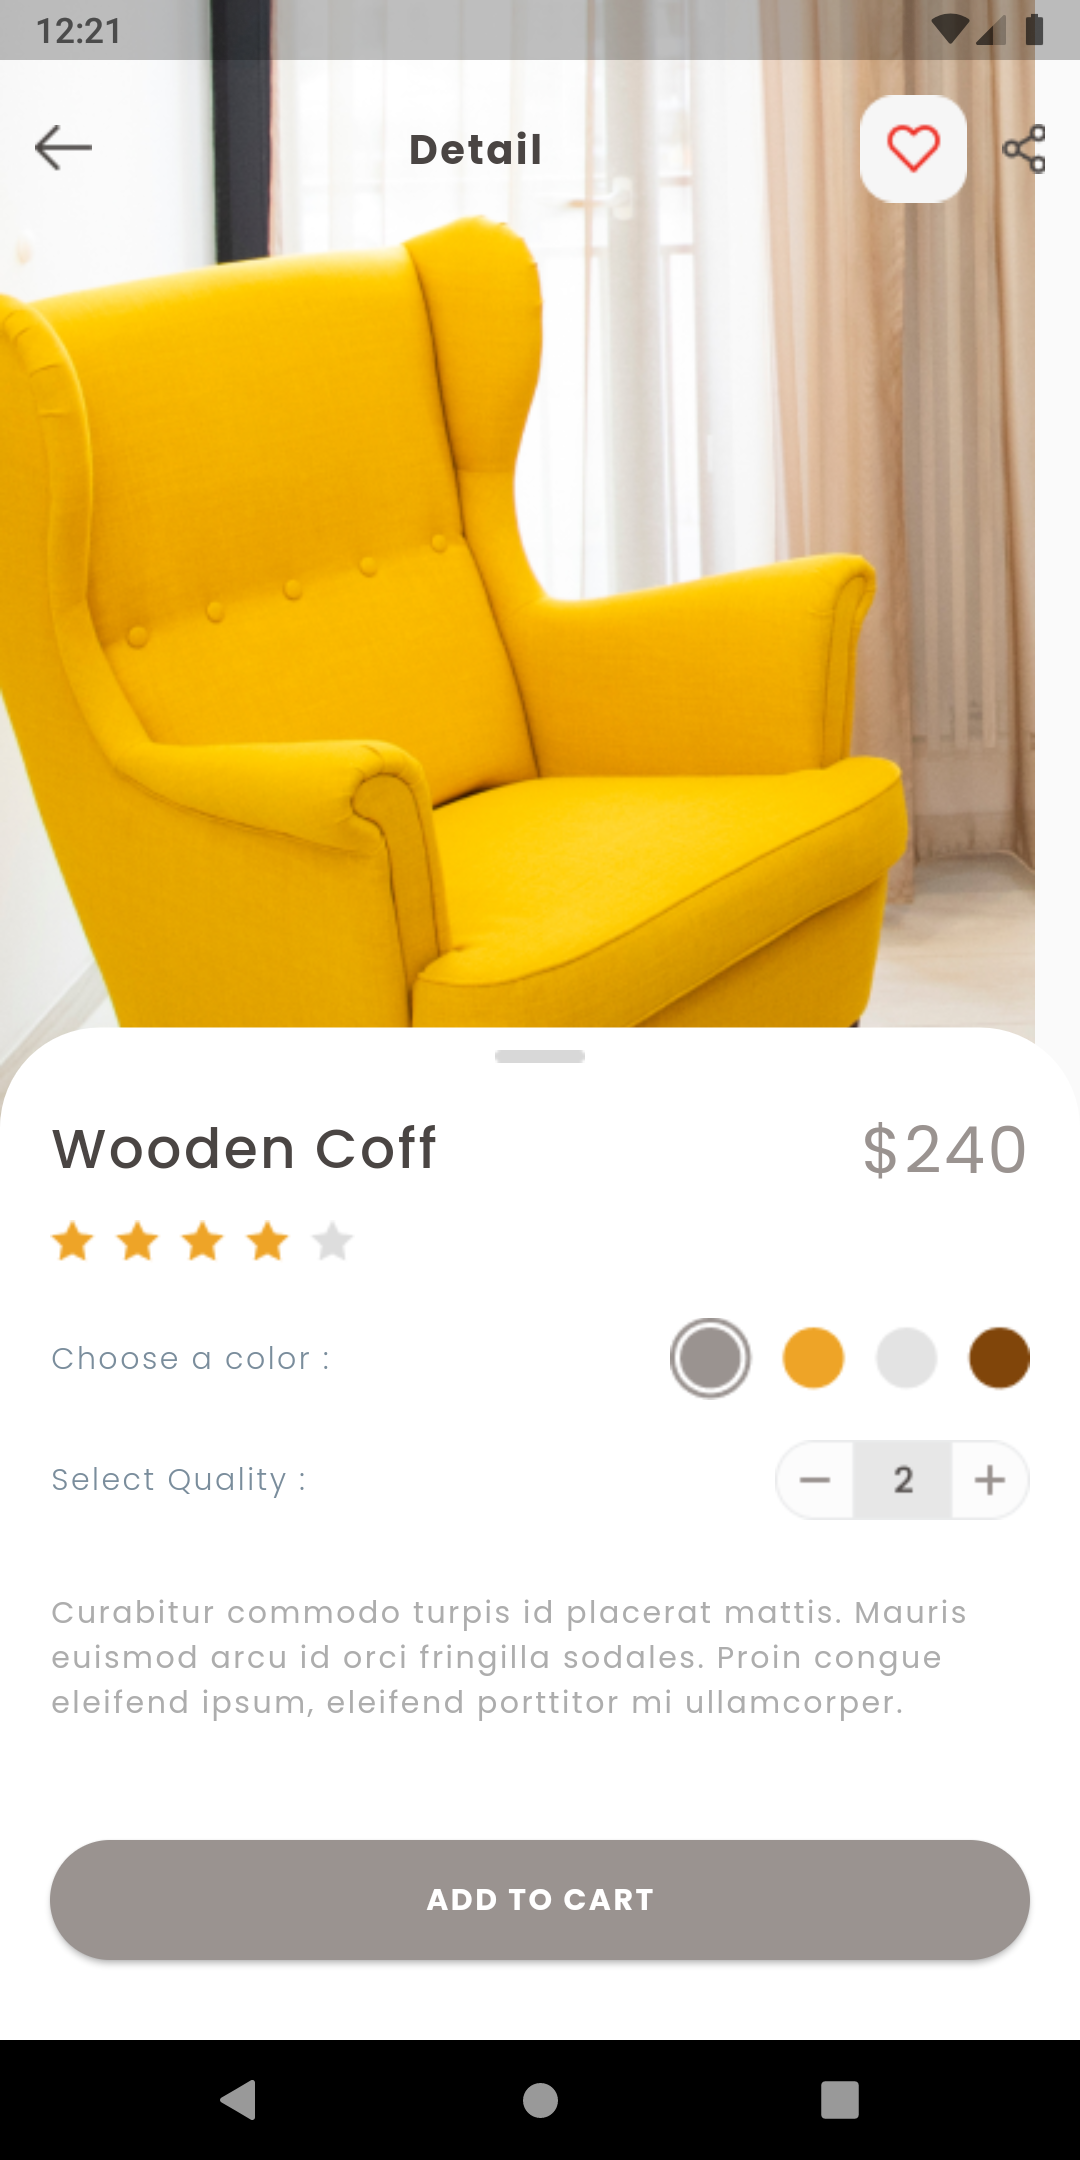 12:21
Detail
Wooden Coff
$240
Choose a color :
Select Quality :
2
Curabitur commodo turpis id placerat mattis. Mauris
euismod arcu id orci fringilla sodales. Proin congue
eleifend ipsum, eleifend porttitor mi ullamcorper.
ADD TO CART